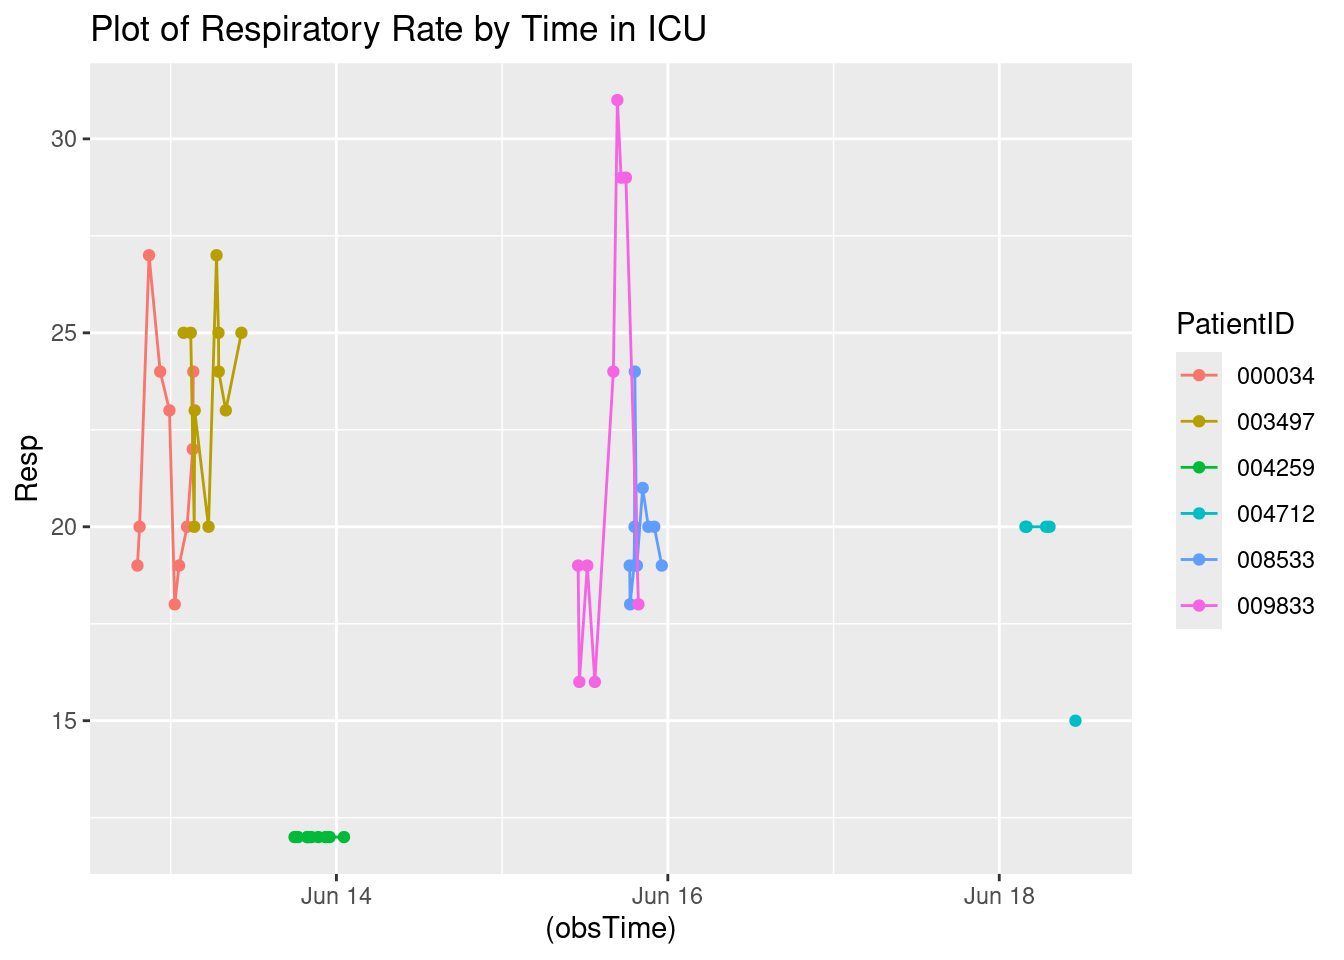 Plot of Respiratory Rate by Time in ICU
30
25
20
15
Resp
Jun 14
Jun 16
Jun 18
(obsTime)
PatientID
000034
003497
004259
004712
008533
009833